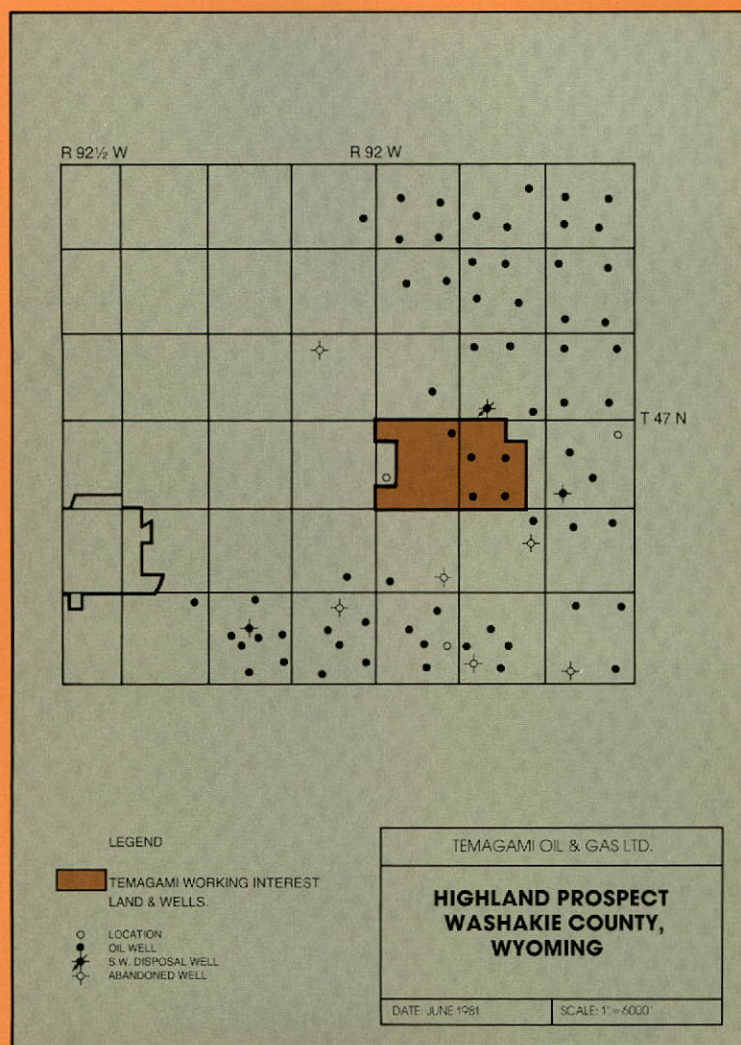 R 92½ W
R 92 W
T 47 N
LEGEND
TEMAGAMI WORKING INTEREST
LAND & WELLS.
LOCATION
OIL WELL
S.W. DISPOSAL WELL
ABANDONED WELL
TEMAGAMI OIL & GAS LTD.
HIGHLAND PROSPECT
WASHAKIE COUNTY,
WYOMING
DATE: JUNE 1981
SCALE: 1" = 6000'